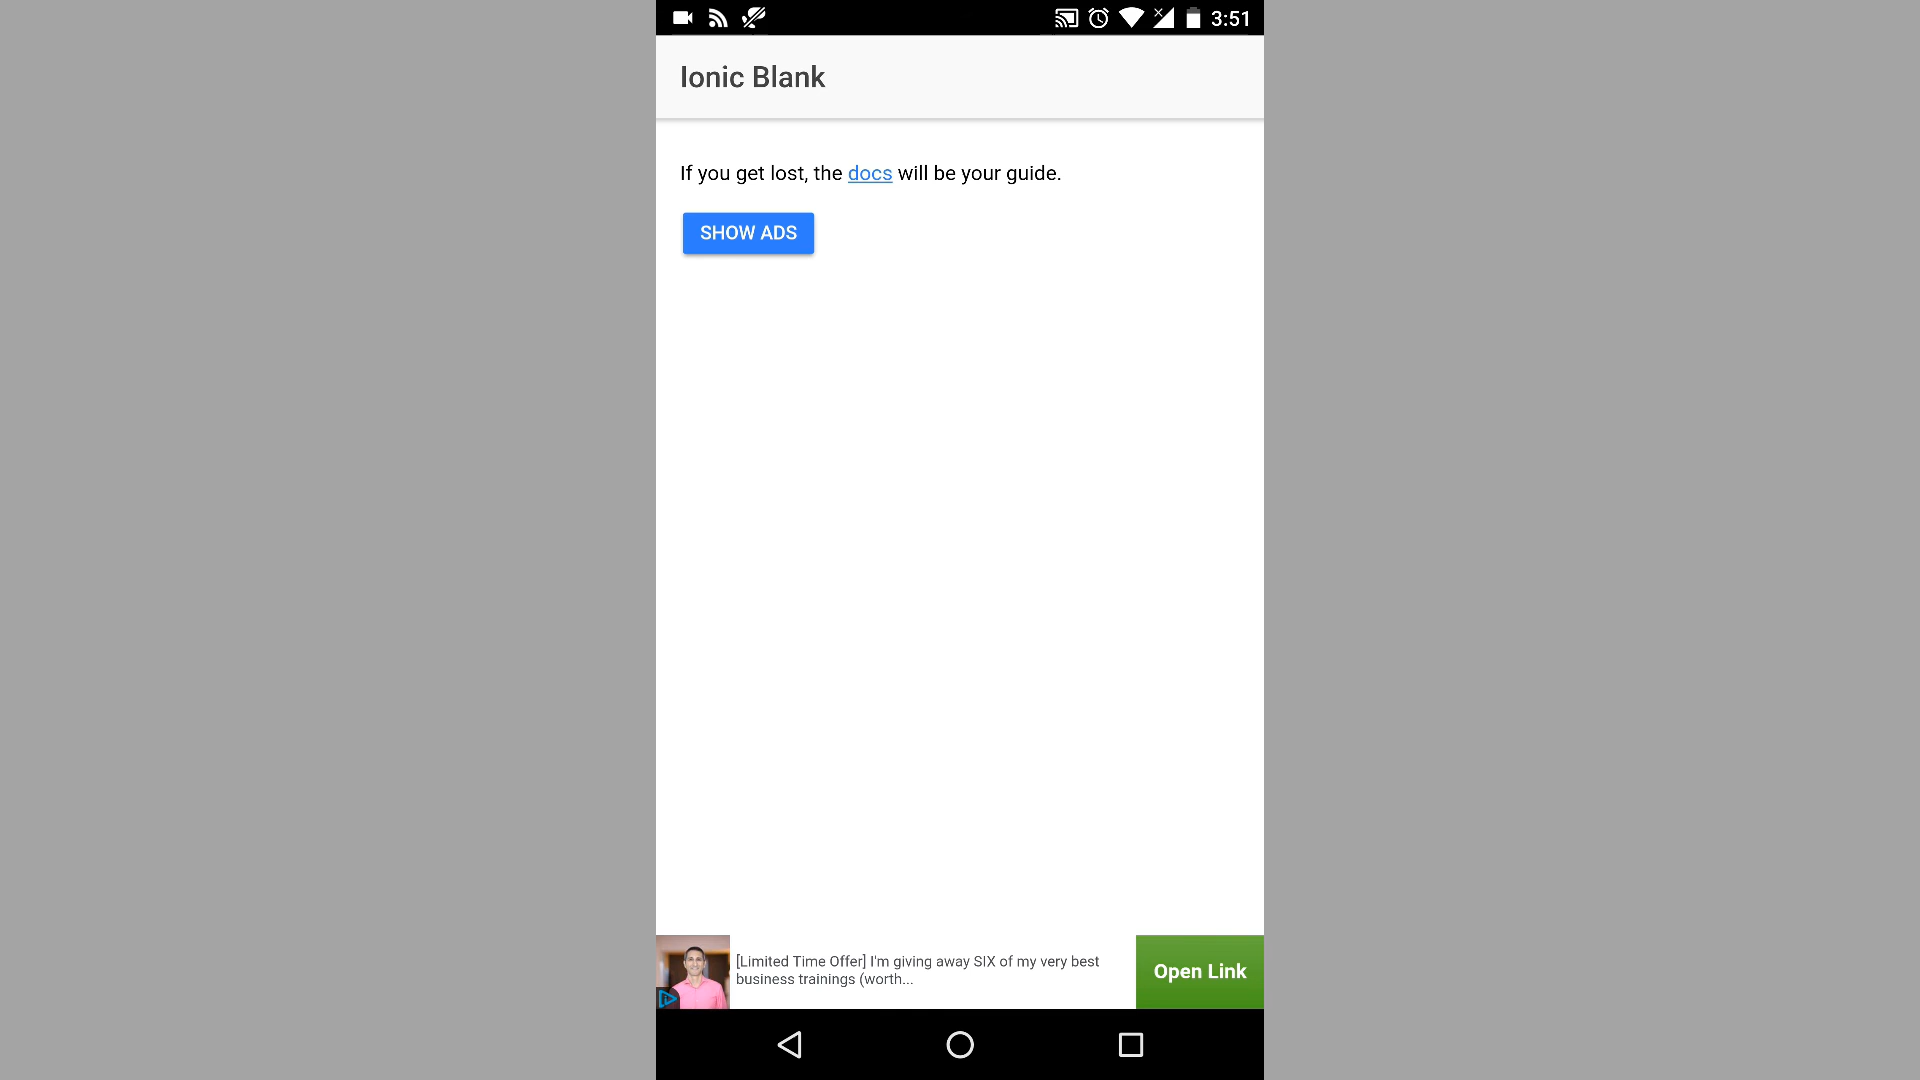 3:51
Ionic Blank
If you get lost, the docs will be your guide.
SHOW ADS
[Limited Time Offer] I'm giving away SIX of my very best
business trainings (worth...
Open Link